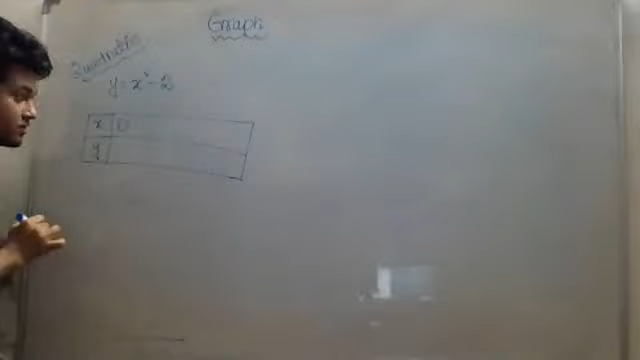 Graph
Quadratic
y = x² - 2
x 0
y